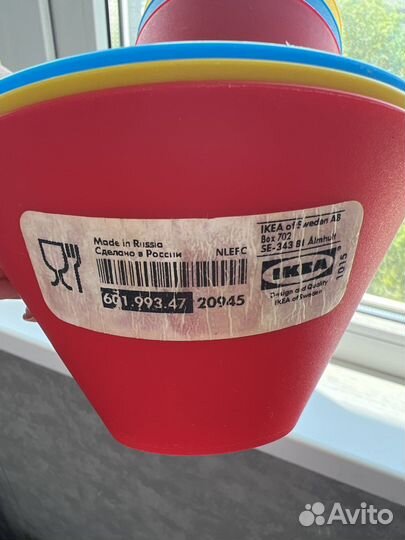 Made in Russia
Сделано в России
NLEFC
601.993.47 20945
IKEA of Sweden AB
Box 702
SE-343 81 Älmhult
IKEA®
Design and Quality
IKEA of Sweden
1015
Avito